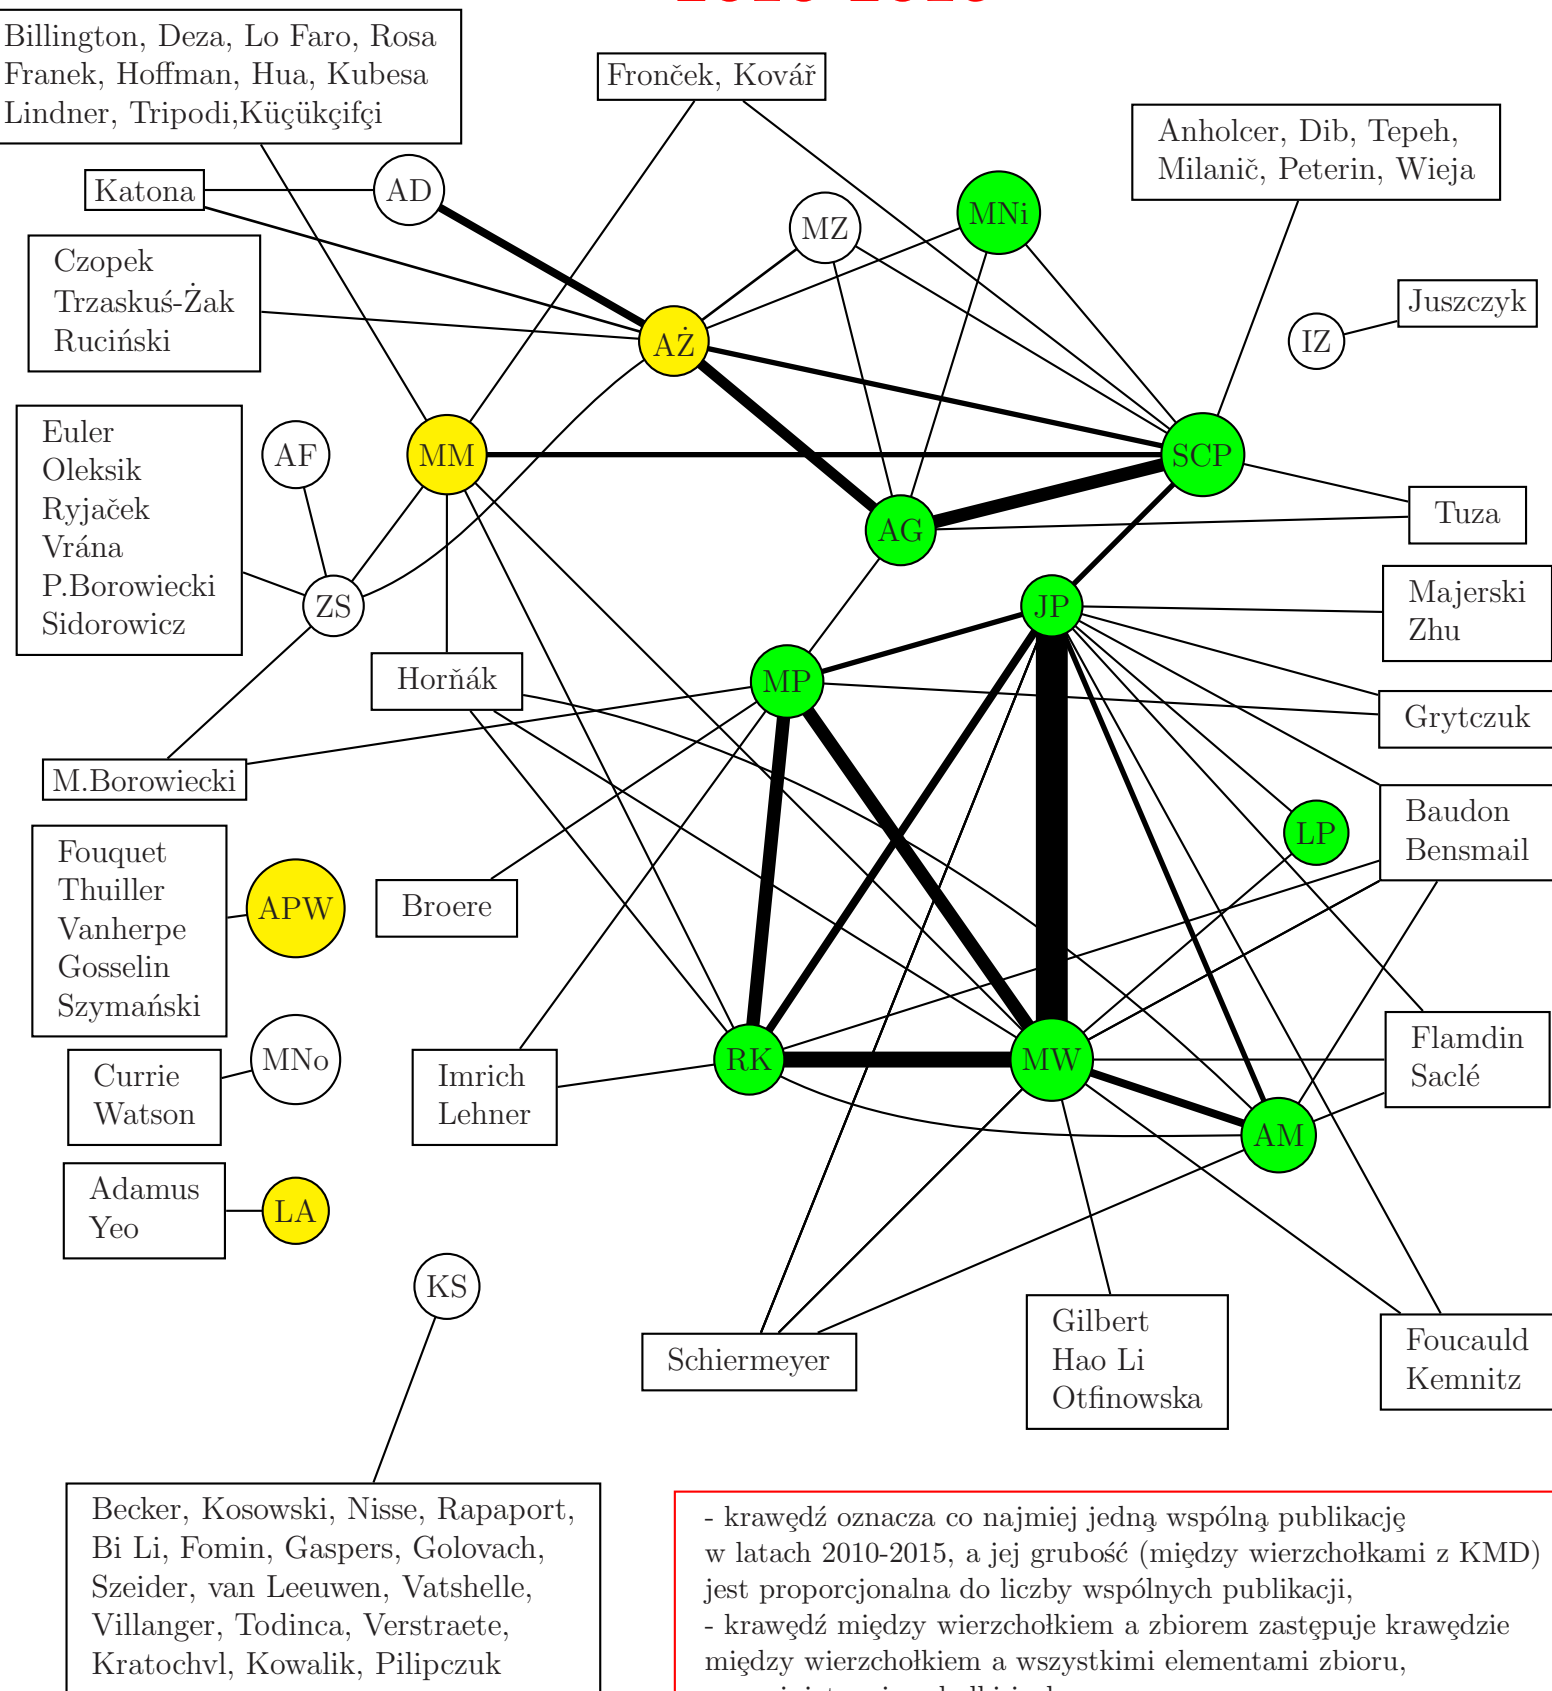 Billington, Deza, Lo Faro, Rosa
Franek, Hoffman, Hua, Kubesa
Lindner, Tripodi,Küçükçifçi
Fronček, Kovář
Anholcer, Dib, Tepeh,
Milanič, Peterin, Wieja
Katona
AD
MZ
MNi
Czopek
Trzaskuś-Żak
Ruciński
AŻ
IZ
Juszczyk
Euler
Oleksik
Ryjaček
Vrána
P.Borowiecki
Sidorowicz
AF
MM
SCP
AG
Tuza
ZS
JP
Majerski
Zhu
Horňák
MP
Grytczuk
M.Borowiecki
LP
Baudon
Bensmail
Fouquet
Thuiller
Vanherpe
Gosselin
Szymański
APW
Broere
Currie
Watson
MNo
Imrich
Lehner
RK
MW
Flamdin
Saclé
AM
Adamus
Yeo
LA
KS
Schiermeyer
Gilbert
Hao Li
Otfinowska
Foucauld
Kemnitz
Becker, Kosowski, Nisse, Rapaport,
Bi Li, Fomin, Gaspers, Golovach,
Szeider, van Leeuwen, Vatshelle,
Villanger, Todinca, Verstraete,
Kratochvl, Kowalik, Pilipczuk
- krawędź oznacza co najmiej jedną wspólną publikację
w latach 2010-2015, a jej grubość (między wierzchołkami z KMD)
jest proporcjonalna do liczby wspólnych publikacji,
- krawędź między wierzchołkiem a zbiorem zastępuje krawędzie
między wierzchołkiem a wszystkimi elementami zbioru,